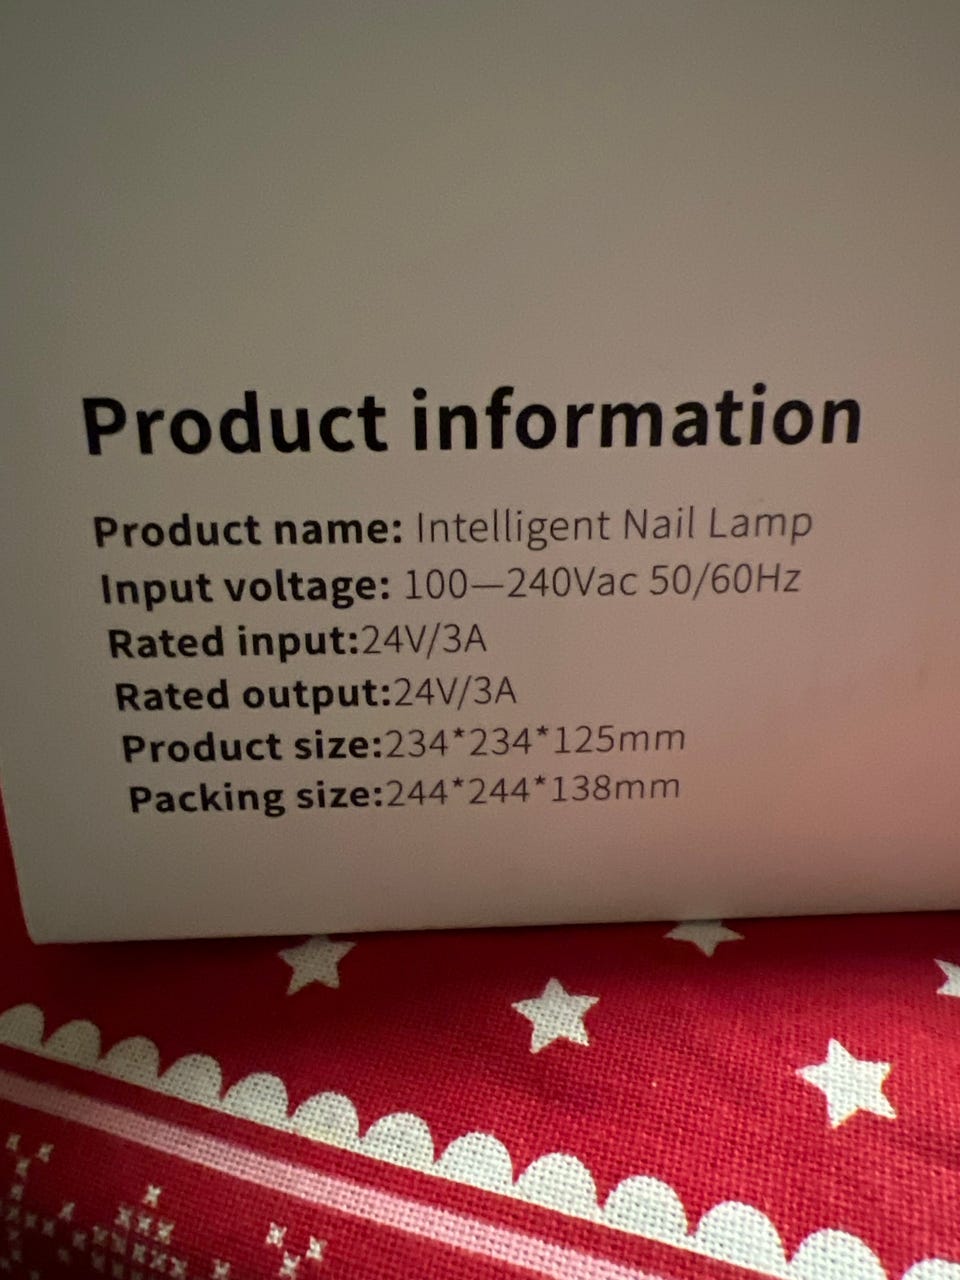 Product information
Product name: Intelligent Nail Lamp
Input voltage: 100—240Vac 50/60Hz
Rated input:24V/3A
Rated output:24V/3A
Product size:234*234*125mm
Packing size:244*244*138mm